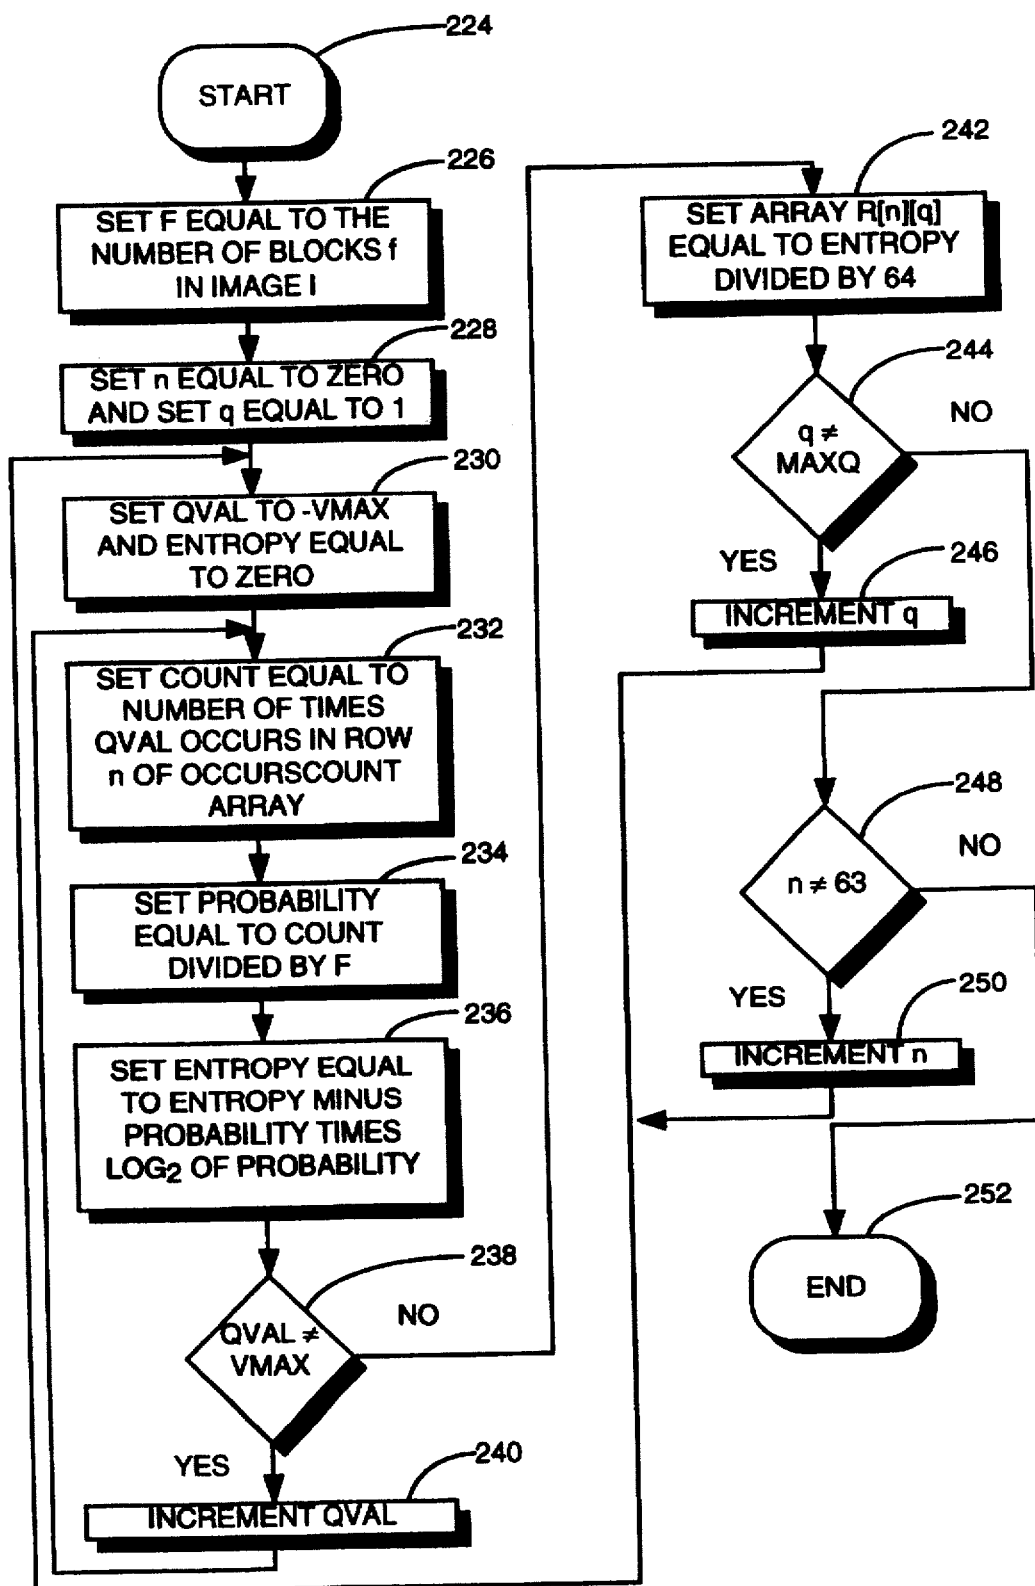 224
START
226
SET F EQUAL TO THE
NUMBER OF BLOCKS f
IN IMAGE I
228
SET n EQUAL TO ZERO
AND SET q EQUAL TO 1
230
SET QVAL TO -VMAX
AND ENTROPY EQUAL
TO ZERO
232
SET COUNT EQUAL TO
NUMBER OF TIMES
QVAL OCCURS IN ROW
n OF OCCURSCOUNT
ARRAY
234
SET PROBABILITY
EQUAL TO COUNT
DIVIDED BY F
236
SET ENTROPY EQUAL
TO ENTROPY MINUS
PROBABILITY TIMES
LOG2 OF PROBABILITY
238
QVAL ≠
VMAX
NO
YES
240
INCREMENT QVAL
242
SET ARRAY R[n][q]
EQUAL TO ENTROPY
DIVIDED BY 64
244
q ≠
MAXQ
NO
YES
246
INCREMENT q
248
n ≠ 63
NO
YES
250
INCREMENT n
252
END